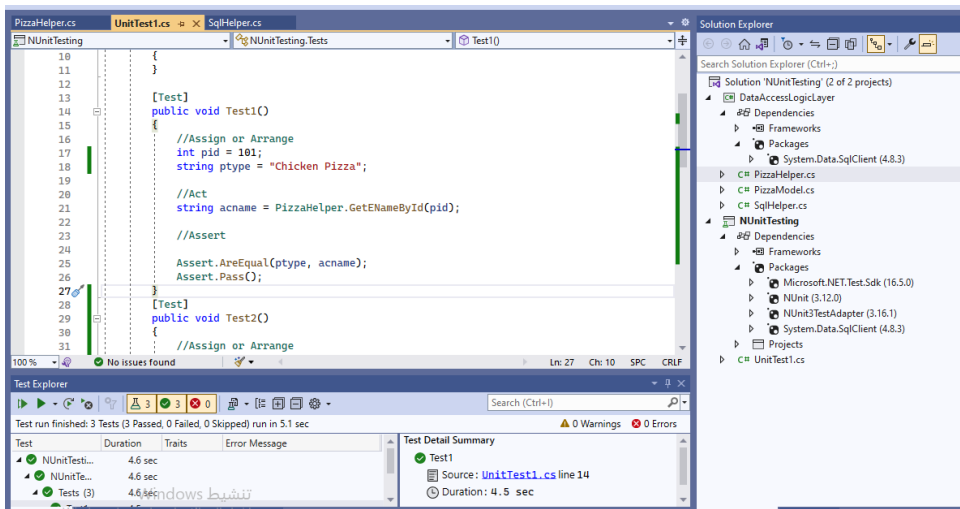 PizzaHelper.cs UnitTest1.cs SqlHelper.cs
NUnitTesting NUnitTesting.Tests Test1()
10 {
11 }
12
13 [Test]
14 public void Test1()
15 {
16 //Assign or Arrange
17 int pid = 101;
18 string ptype = "Chicken Pizza";
19
20 //Act
21 string acname = PizzaHelper.GetENameById(pid);
22
23 //Assert
24
25 Assert.AreEqual(ptype, acname);
26 Assert.Pass();
27 }
28 [Test]
29 public void Test2()
30 {
31 //Assign or Arrange
100 % No issues found Ln: 27 Ch: 10 SPC CRLF
Solution Explorer
Search Solution Explorer (Ctrl+;)
Solution 'NUnitTesting' (2 of 2 projects)
C# DataAccessLogicLayer
Dependencies
Frameworks
Packages
System.Data.SqlClient (4.8.3)
C# PizzaHelper.cs
C# PizzaModel.cs
C# SqlHelper.cs
NUnitTesting
Dependencies
Frameworks
Packages
Microsoft.NET.Test.Sdk (16.5.0)
NUnit (3.12.0)
NUnit3TestAdapter (3.16.1)
System.Data.SqlClient (4.8.3)
Projects
C# UnitTest1.cs
Test Explorer
3 3 0 Search (Ctrl+I)
Test run finished: 3 Tests (3 Passed, 0 Failed, 0 Skipped) run in 5.1 sec 0 Warnings 0 Errors
Test Duration Traits Error Message
NUnitTesti... 4.6 sec
NUnitTe... 4.6 sec
Tests (3) 4.6 sec
تنشيط Windows
Test Detail Summary
Test1
Source: UnitTest1.cs line 14
Duration: 4.5 sec